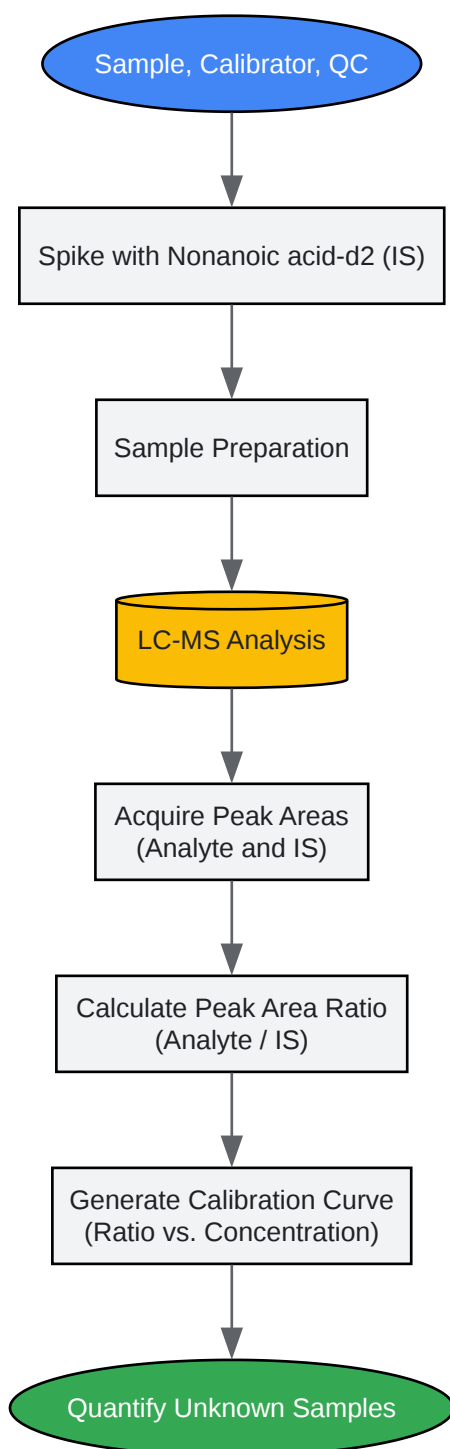 Sample, Calibrator, QC
Spike with Nonanoic acid-d2 (IS)
Sample Preparation
LC-MS Analysis
Acquire Peak Areas
(Analyte and IS)
Calculate Peak Area Ratio
(Analyte / IS)
Generate Calibration Curve
(Ratio vs. Concentration)
Quantify Unknown Samples